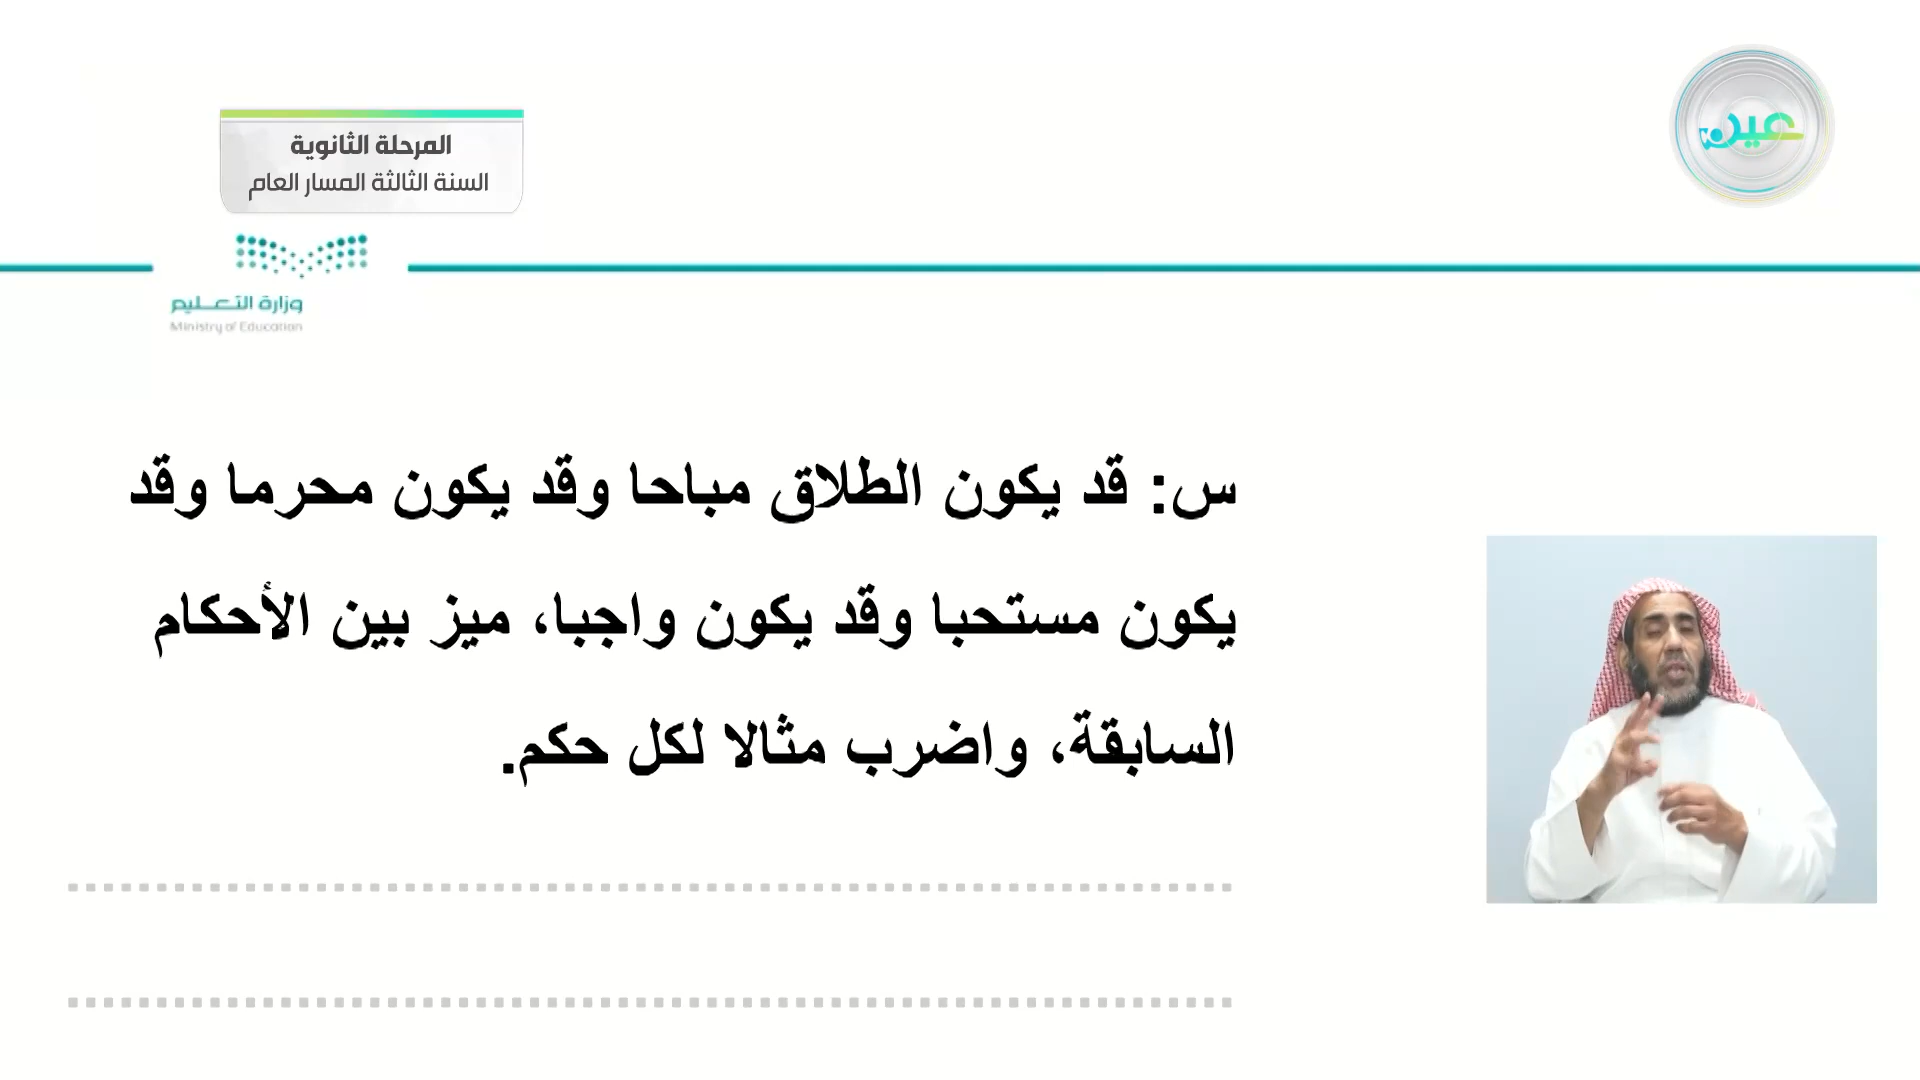 عين
المرحلة الثانوية
السنة الثالثة المسار العام
وزارة التعليم
Ministry of Education
س: قد يكون الطلاق مباحا وقد يكون محرما وقد
يكون مستحبا وقد يكون واجبا، ميز بين الأحكام
السابقة، واضرب مثالا لكل حكم.